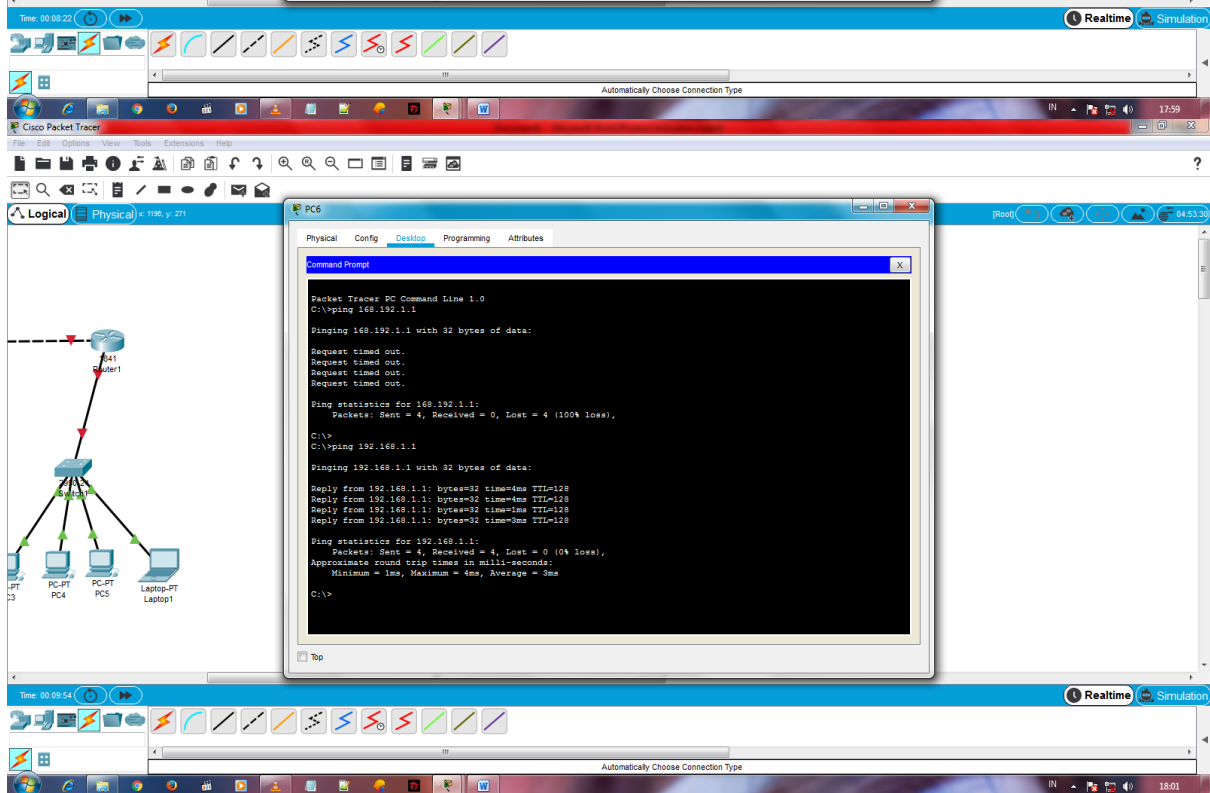 Time: 00:08:22
Realtime
Simulation
Automatically Choose Connection Type
IN
17:59
Cisco Packet Tracer
File Edit Options View Tools Extensions Help
?
Logical
Physical
x: 1196, y: 271
PC6
[Root]
04:53:30
Physical Config Desktop Programming Attributes
Command Prompt
X
Packet Tracer PC Command Line 1.0
C:\>ping 168.192.1.1
Pinging 168.192.1.1 with 32 bytes of data:
Request timed out.
Request timed out.
Request timed out.
Request timed out.
Ping statistics for 168.192.1.1:
Packets: Sent = 4, Received = 0, Lost = 4 (100% loss),
C:\>
C:\>ping 192.168.1.1
Pinging 192.168.1.1 with 32 bytes of data:
Reply from 192.168.1.1: bytes=32 time=4ms TTL=128
Reply from 192.168.1.1: bytes=32 time=4ms TTL=128
Reply from 192.168.1.1: bytes=32 time=1ms TTL=128
Reply from 192.168.1.1: bytes=32 time=3ms TTL=128
Ping statistics for 192.168.1.1:
Packets: Sent = 4, Received = 4, Lost = 0 (0% loss),
Approximate round trip times in milli-seconds:
Minimum = 1ms, Maximum = 4ms, Average = 3ms
C:\>
Top
1841
Router1
Switch1
-PT
C3
PC-PT
PC4
PC-PT
PC5
Laptop-PT
Laptop1
Time: 00:09:54
Realtime
Simulation
Automatically Choose Connection Type
IN
18:01